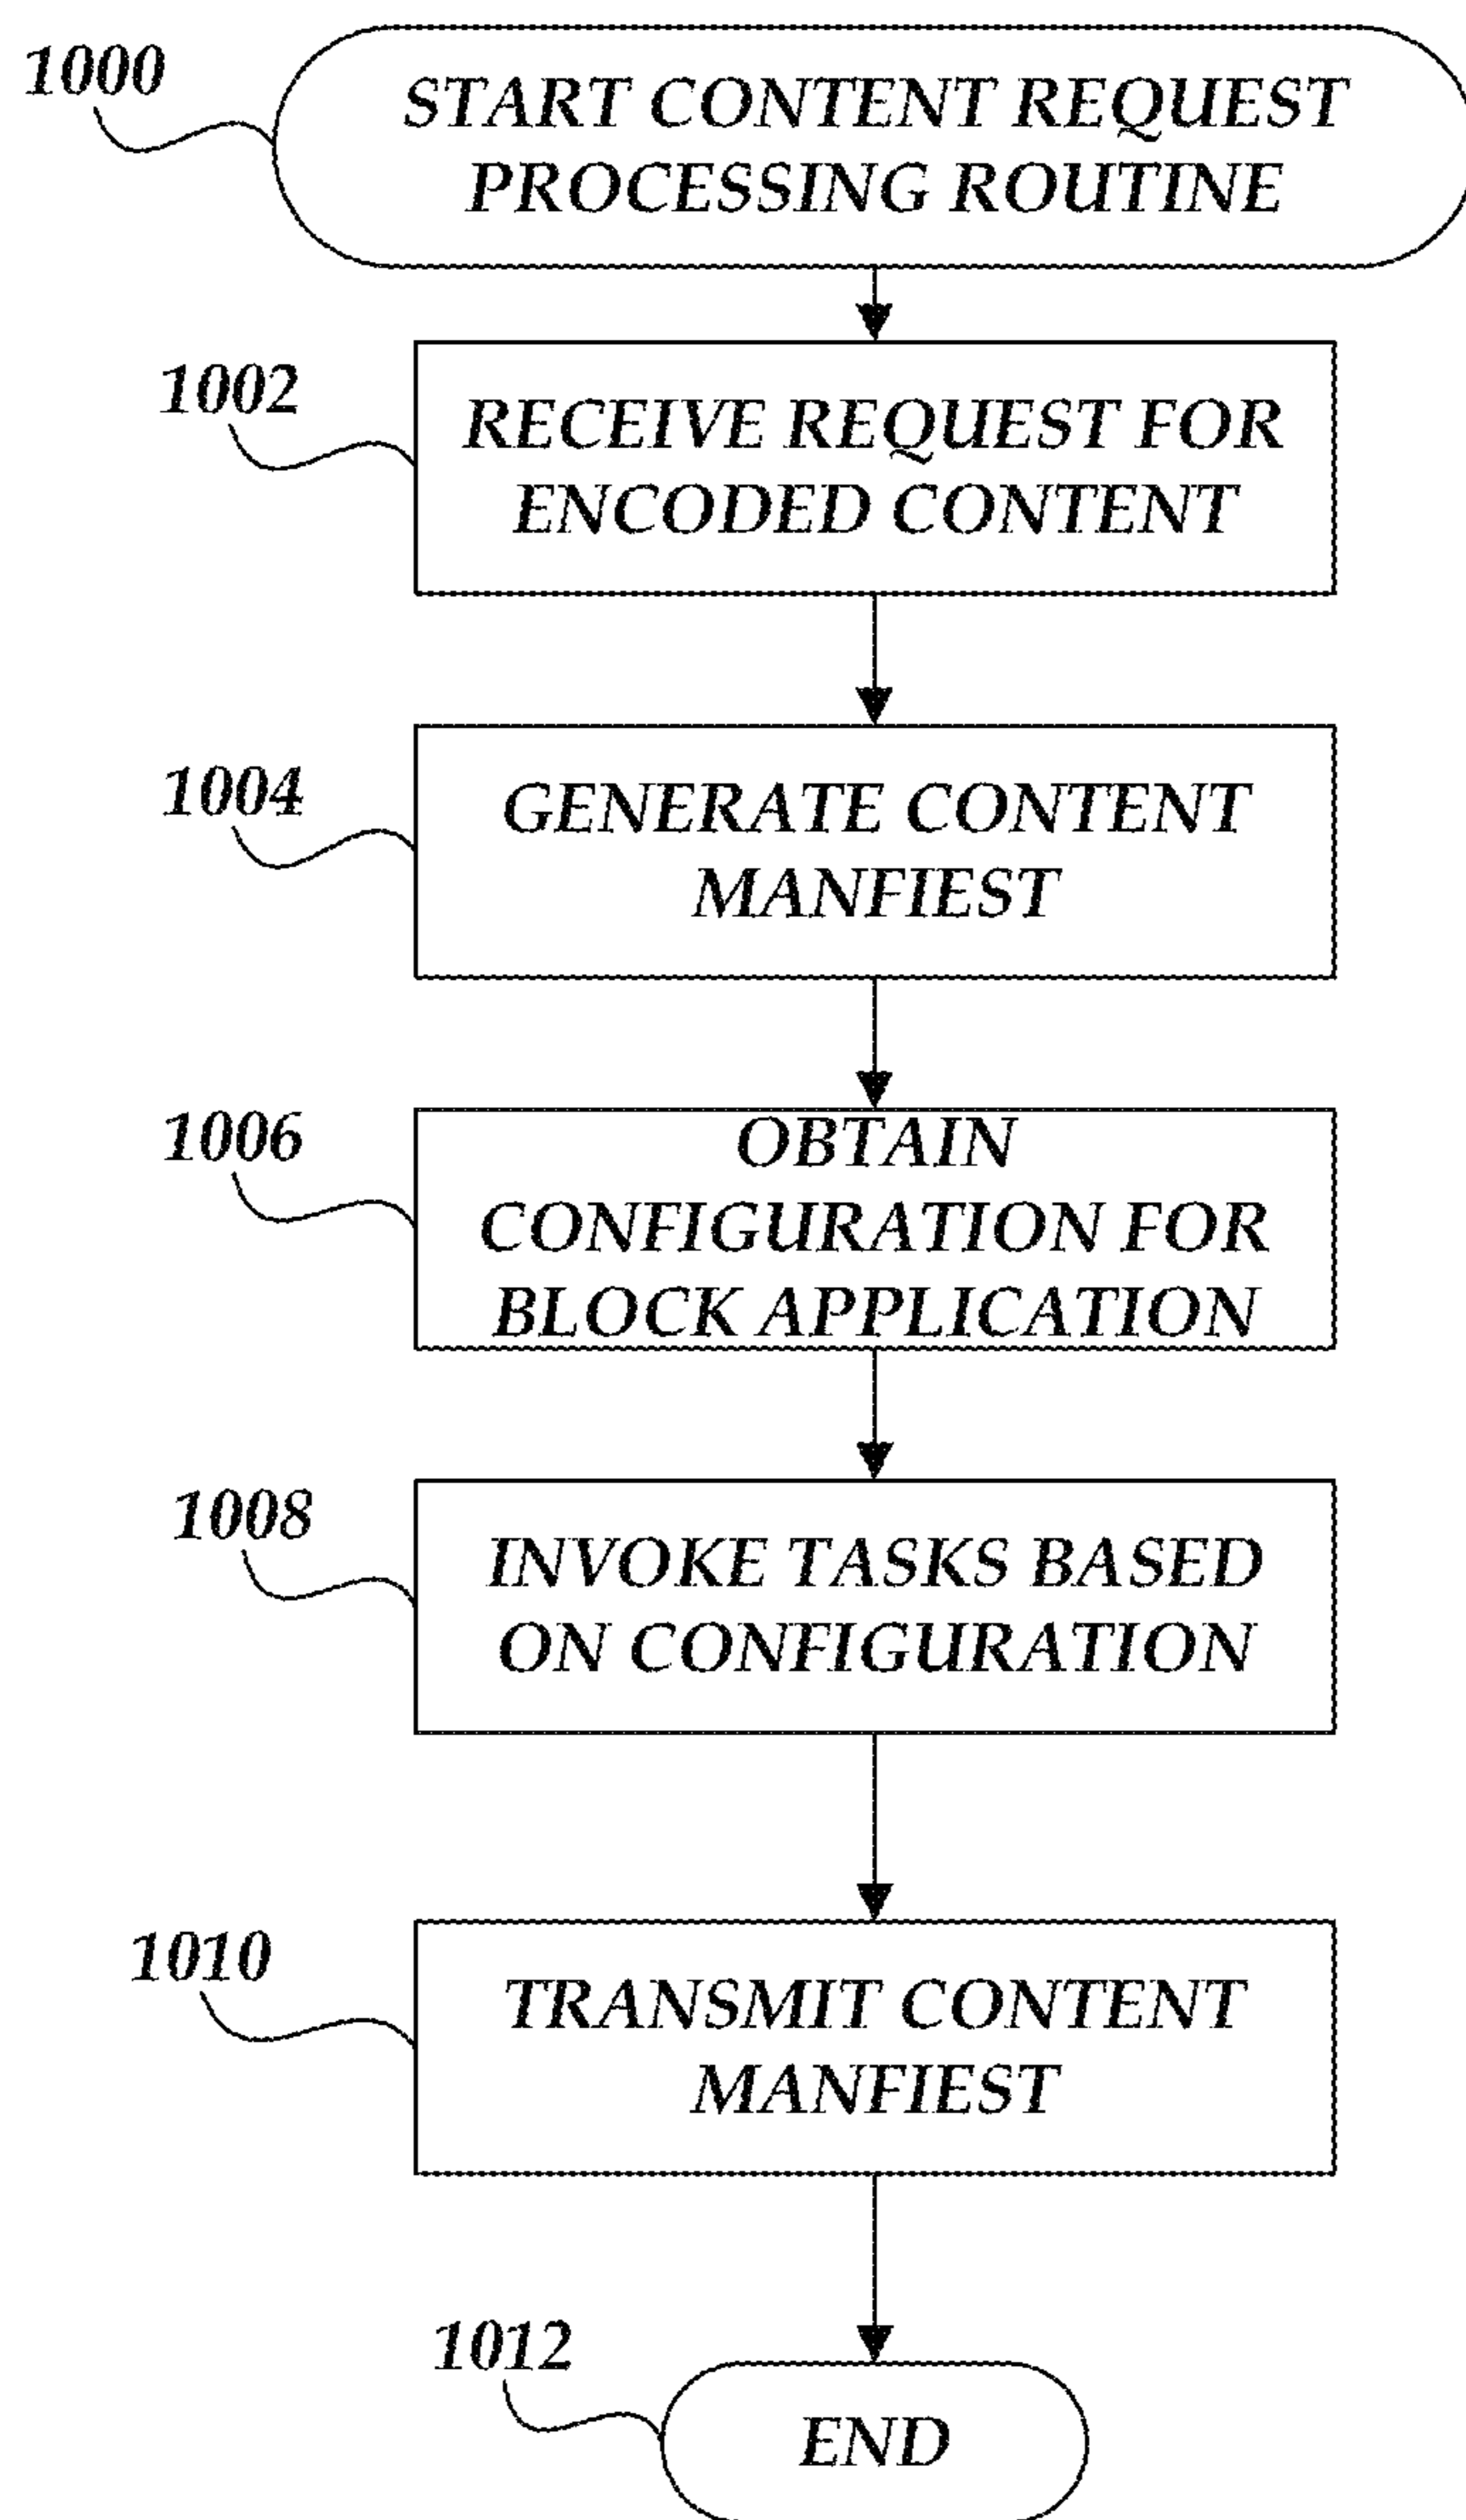 1000
START CONTENT REQUEST
PROCESSING ROUTINE
1002
RECEIVE REQUEST FOR
ENCODED CONTENT
1004
GENERATE CONTENT
MANFIEST
1006
OBTAIN
CONFIGURATION FOR
BLOCK APPLICATION
1008
INVOKE TASKS BASED
ON CONFIGURATION
1010
TRANSMIT CONTENT
MANFIEST
1012
END